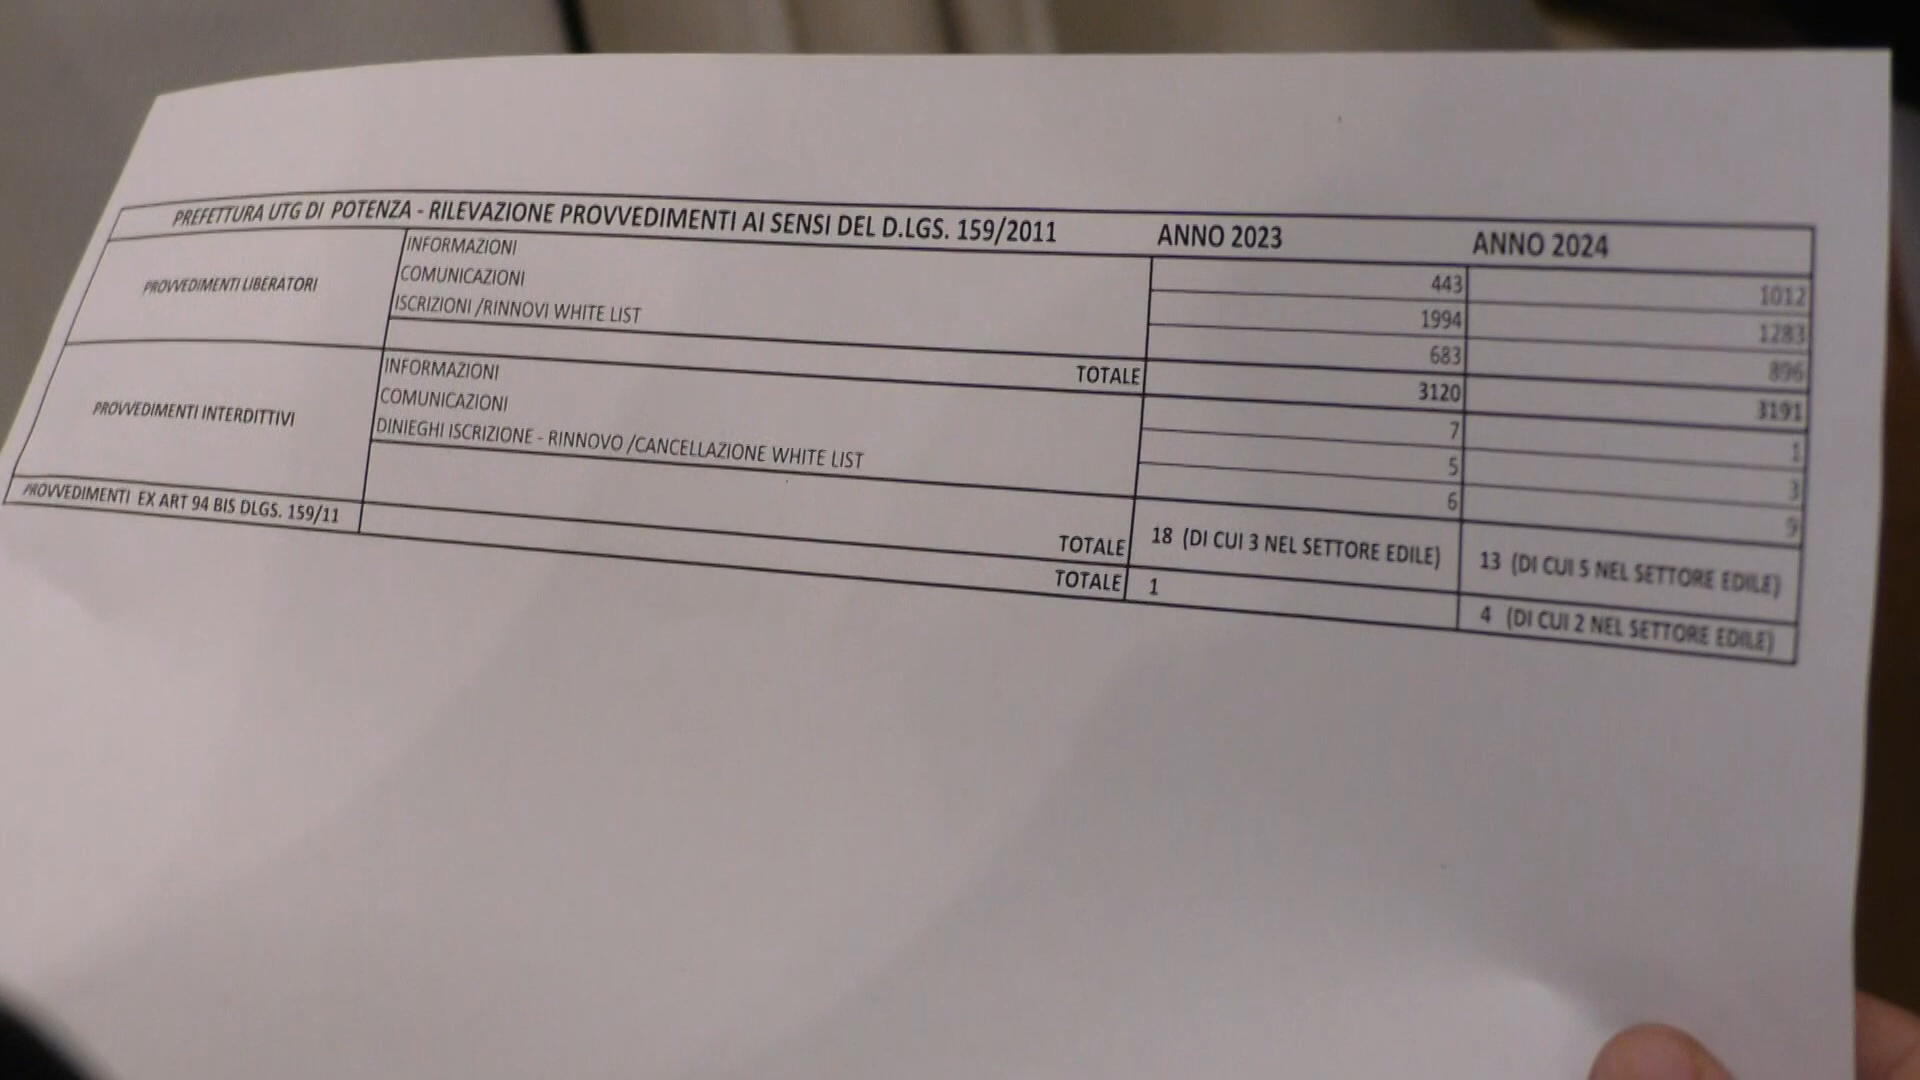 PREFETTURA UTG DI POTENZA - RILEVAZIONE PROVVEDIMENTI AI SENSI DEL D.LGS. 159/2011 ANNO 2023 ANNO 2024
PROVVEDIMENTI LIBERATORI
INFORMAZIONI 443 1012
COMUNICAZIONI 1994 1283
ISCRIZIONI /RINNOVI WHITE LIST 683 896
TOTALE 3120 3191
PROVVEDIMENTI INTERDITTIVI
INFORMAZIONI 7 1
COMUNICAZIONI 5 3
DINIEGHI ISCRIZIONE - RINNOVO /CANCELLAZIONE WHITE LIST 6 9
TOTALE 18 (DI CUI 3 NEL SETTORE EDILE) 13 (DI CUI 5 NEL SETTORE EDILE)
PROVVEDIMENTI EX ART 94 BIS DLGS. 159/11 TOTALE 1 4 (DI CUI 2 NEL SETTORE EDILE)